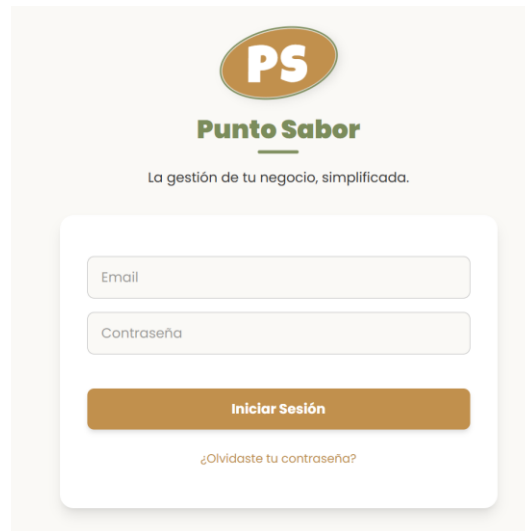 PS
Punto Sabor
La gestión de tu negocio, simplificada.
Email
Contraseña
Iniciar Sesión
¿Olvidaste tu contraseña?